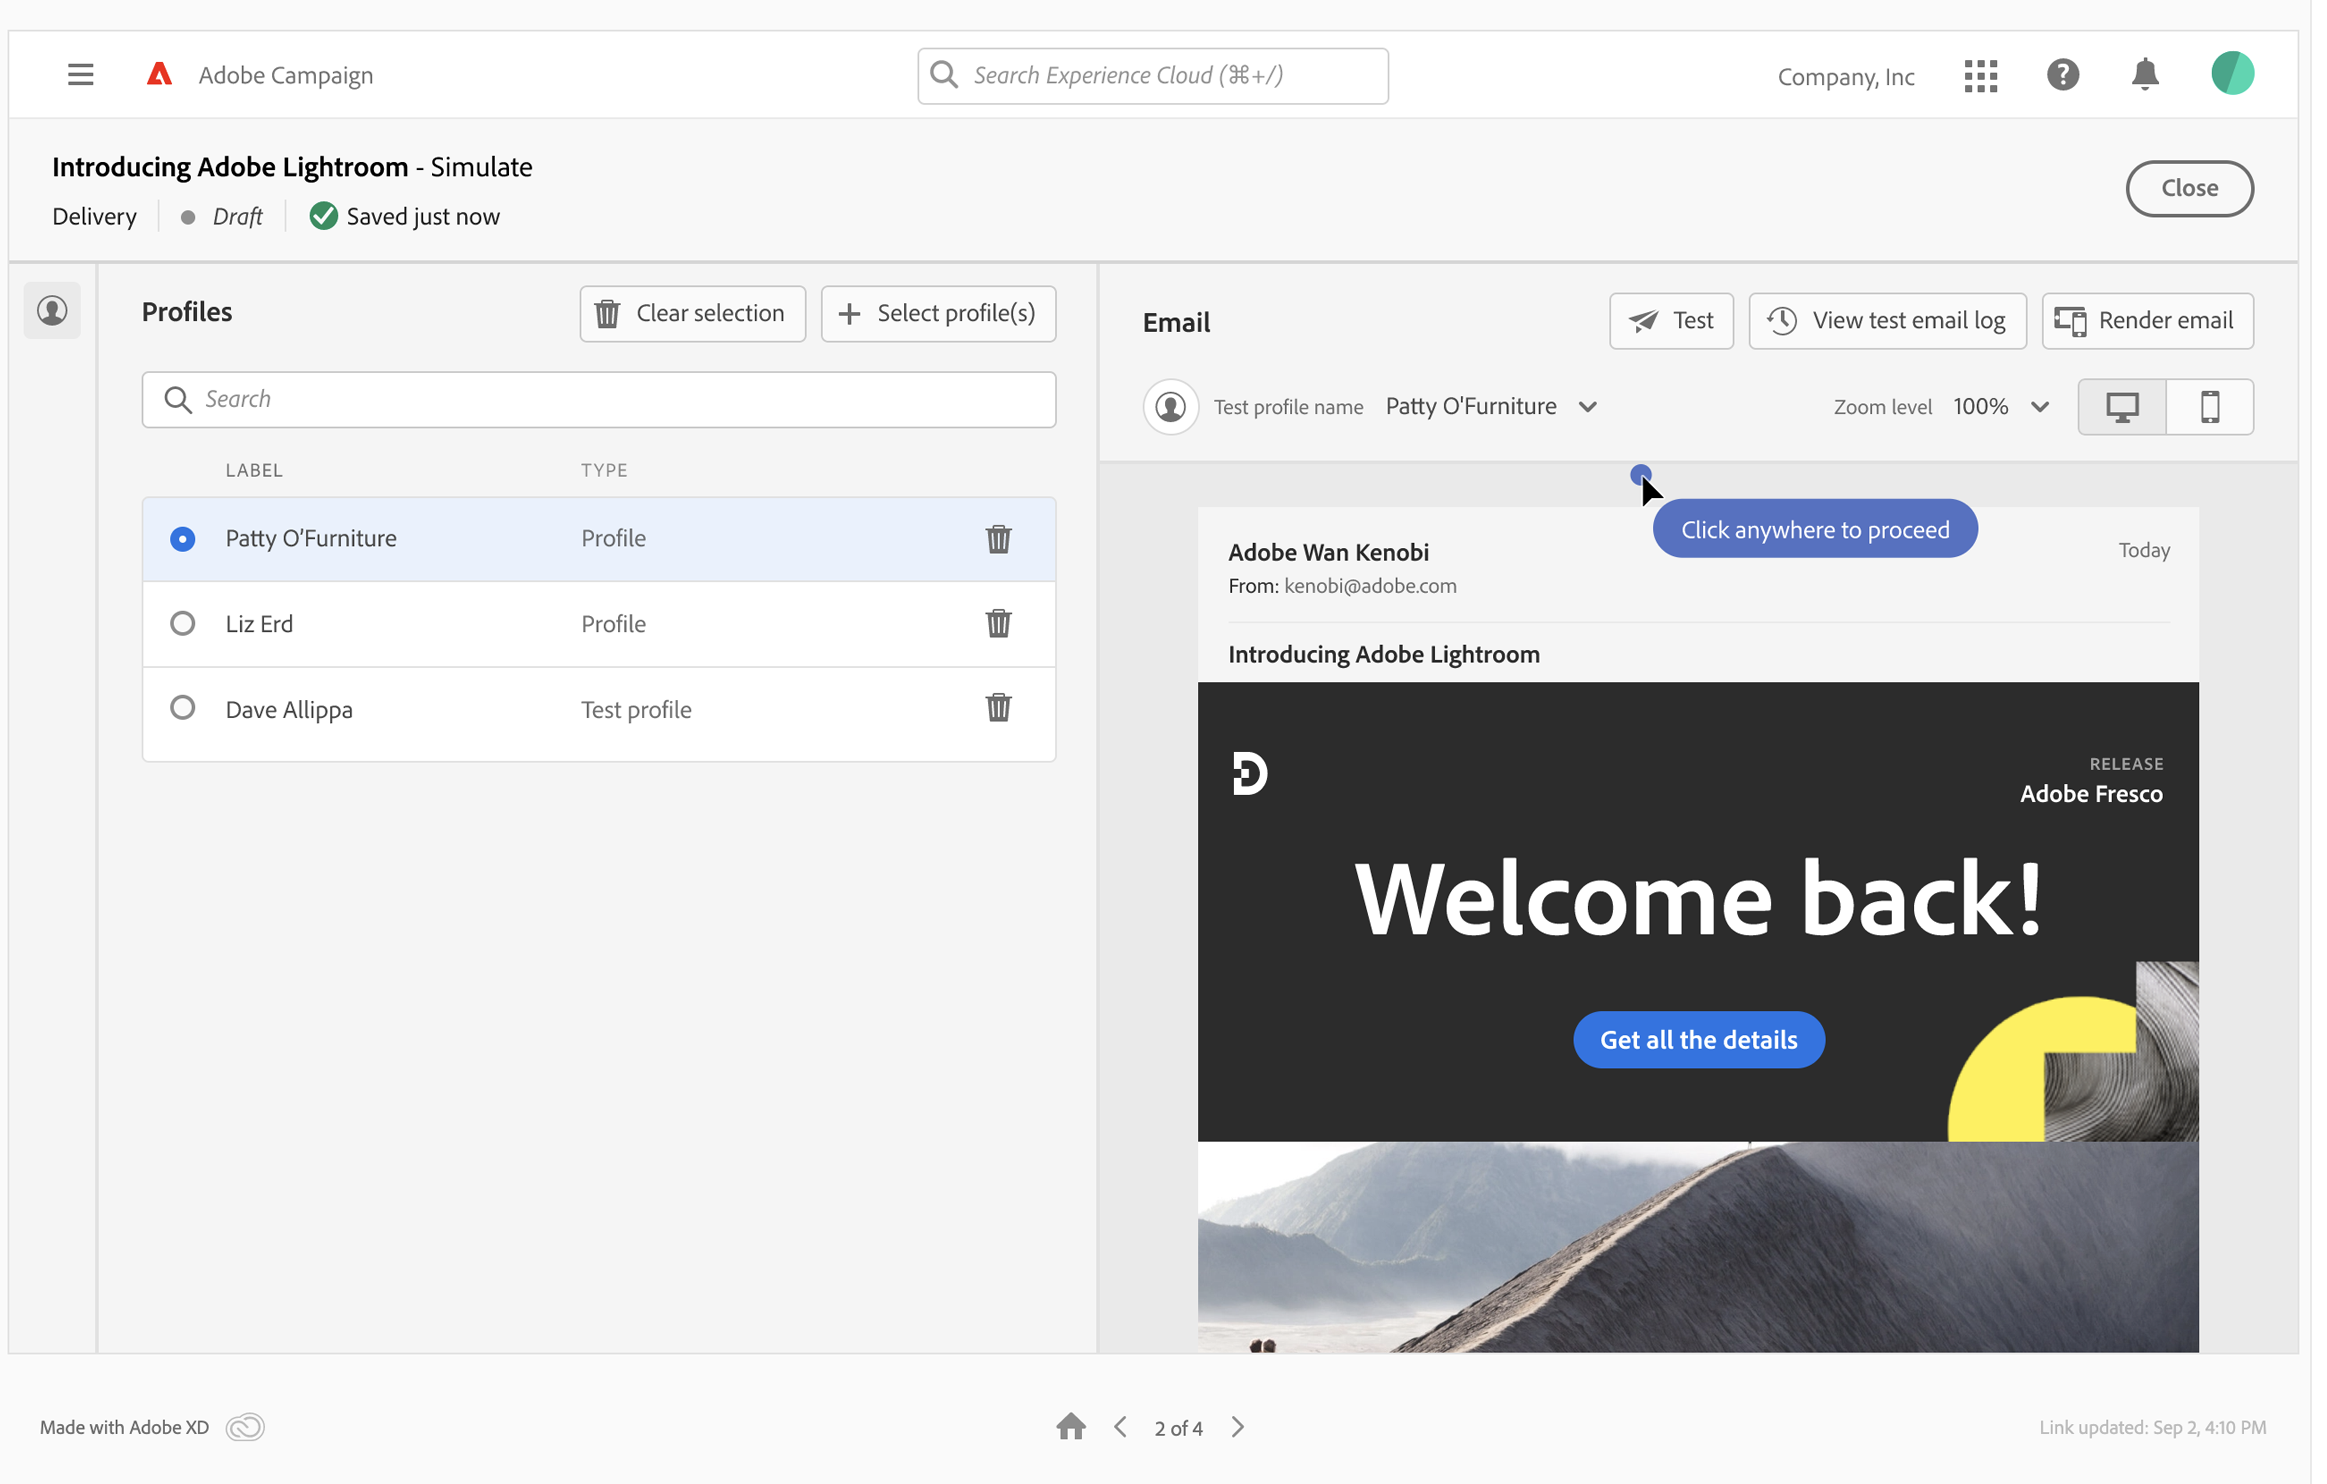 Adobe Campaign
Search Experience Cloud (⌘+/)
Company, Inc
Introducing Adobe Lightroom - Simulate
Delivery
Draft
Saved just now
Close
Profiles
Clear selection
Select profile(s)
Search
LABEL
TYPE
Patty O’Furniture
Profile
Liz Erd
Profile
Dave Allippa
Test profile
Email
Test
View test email log
Render email
Test profile name
Patty O'Furniture
Zoom level
100%
Click anywhere to proceed
Adobe Wan Kenobi
Today
From: kenobi@adobe.com
Introducing Adobe Lightroom
RELEASE
Adobe Fresco
Welcome back!
Get all the details
Made with Adobe XD
2 of 4
Link updated: Sep 2, 4:10 PM